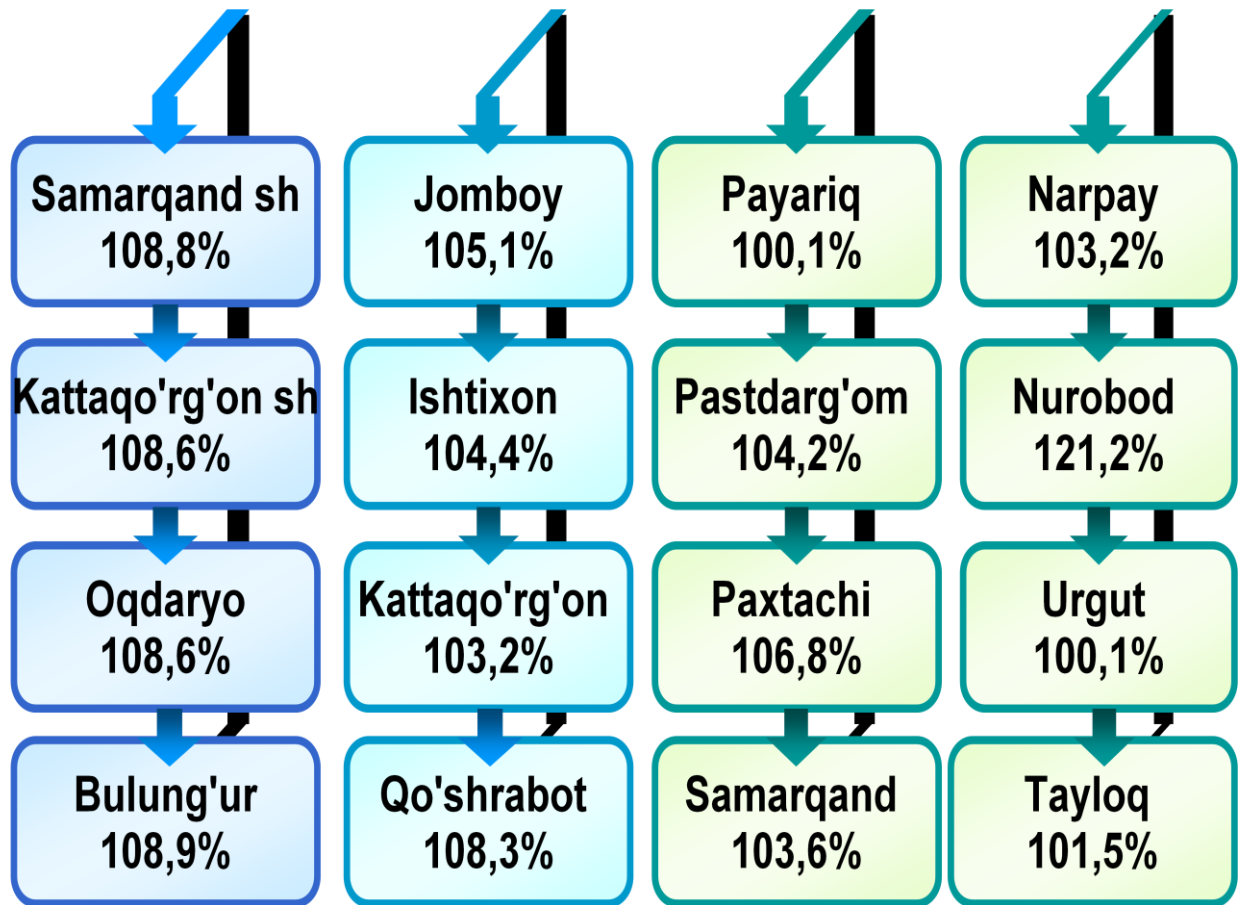 Samarqand sh
108,8%
Kattaqo'rg'on sh
108,6%
Oqdaryo
108,6%
Bulung'ur
108,9%
Jomboy
105,1%
Ishtixon
104,4%
Kattaqo'rg'on
103,2%
Qo'shrabot
108,3%
Payariq
100,1%
Pastdarg'om
104,2%
Paxtachi
106,8%
Samarqand
103,6%
Narpay
103,2%
Nurobod
121,2%
Urgut
100,1%
Tayloq
101,5%